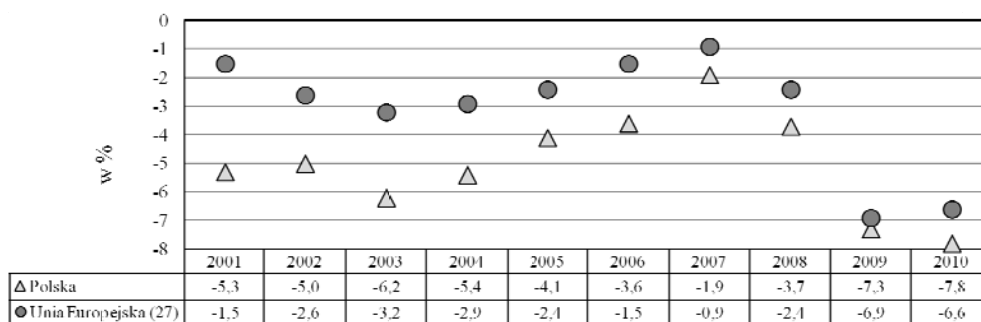 0
-1
-2
-3
-4
-5
-6
-7
-8
w %
2001 2002 2003 2004 2005 2006 2007 2008 2009 2010
Polska -5,3 -5,0 -6,2 -5,4 -4,1 -3,6 -1,9 -3,7 -7,3 -7,8
Unia Europejska (27) -1,5 -2,6 -3,2 -2,9 -2,4 -1,5 -0,9 -2,4 -6,9 -6,6